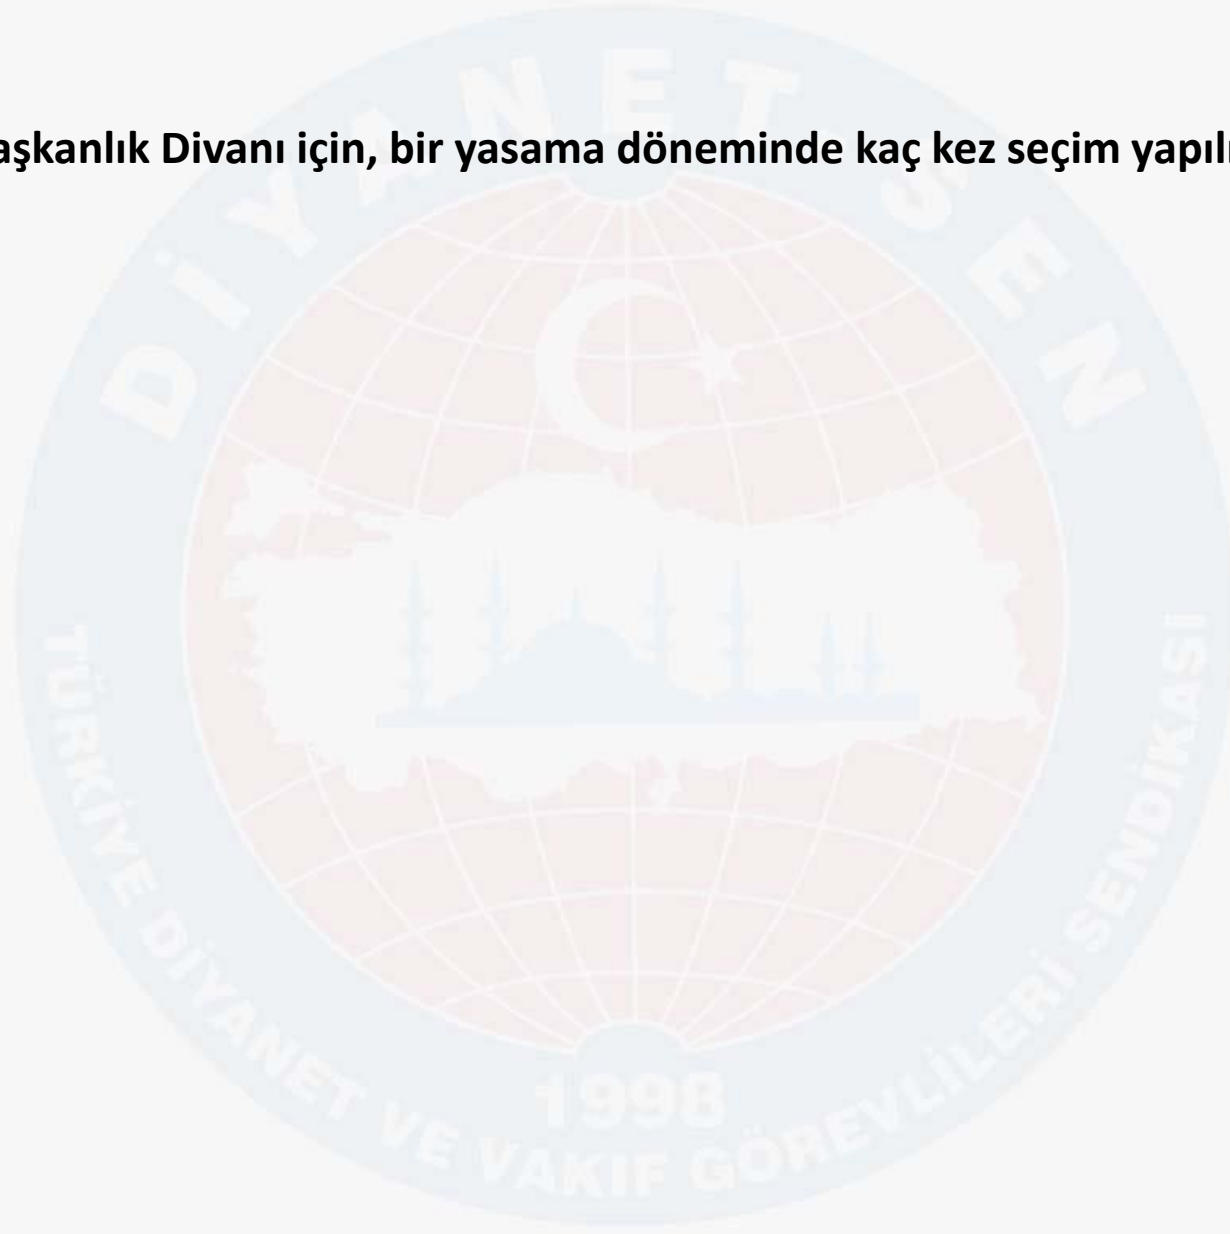 aşkanlık Divanı için, bir yasama döneminde kaç kez seçim yapılı
DİYANET-SEN
TÜRKİYE DİYANET VE VAKIF GÖREVLİLERİ SENDİKASI
1998